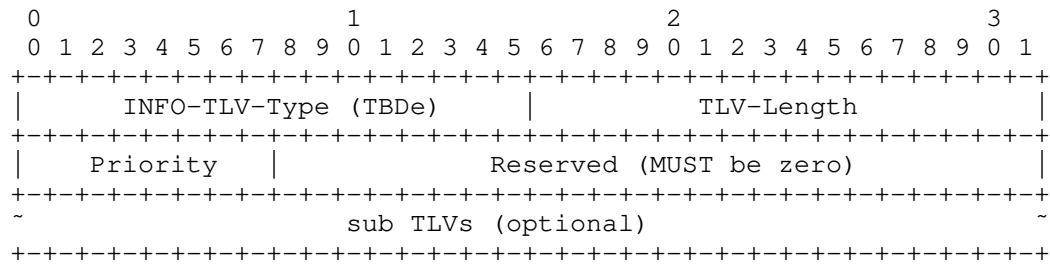 0                   1                   2                   3
 0 1 2 3 4 5 6 7 8 9 0 1 2 3 4 5 6 7 8 9 0 1 2 3 4 5 6 7 8 9 0 1
+-+-+-+-+-+-+-+-+-+-+-+-+-+-+-+-+-+-+-+-+-+-+-+-+-+-+-+-+-+-+-+-+
|      INFO-TLV-Type (TBDe)     |          TLV-Length           |
+-+-+-+-+-+-+-+-+-+-+-+-+-+-+-+-+-+-+-+-+-+-+-+-+-+-+-+-+-+-+-+-+
|    Priority   |             Reserved (MUST be zero)           |
+-+-+-+-+-+-+-+-+-+-+-+-+-+-+-+-+-+-+-+-+-+-+-+-+-+-+-+-+-+-+-+-+
~                    sub TLVs (optional)                        ~
+-+-+-+-+-+-+-+-+-+-+-+-+-+-+-+-+-+-+-+-+-+-+-+-+-+-+-+-+-+-+-+-+